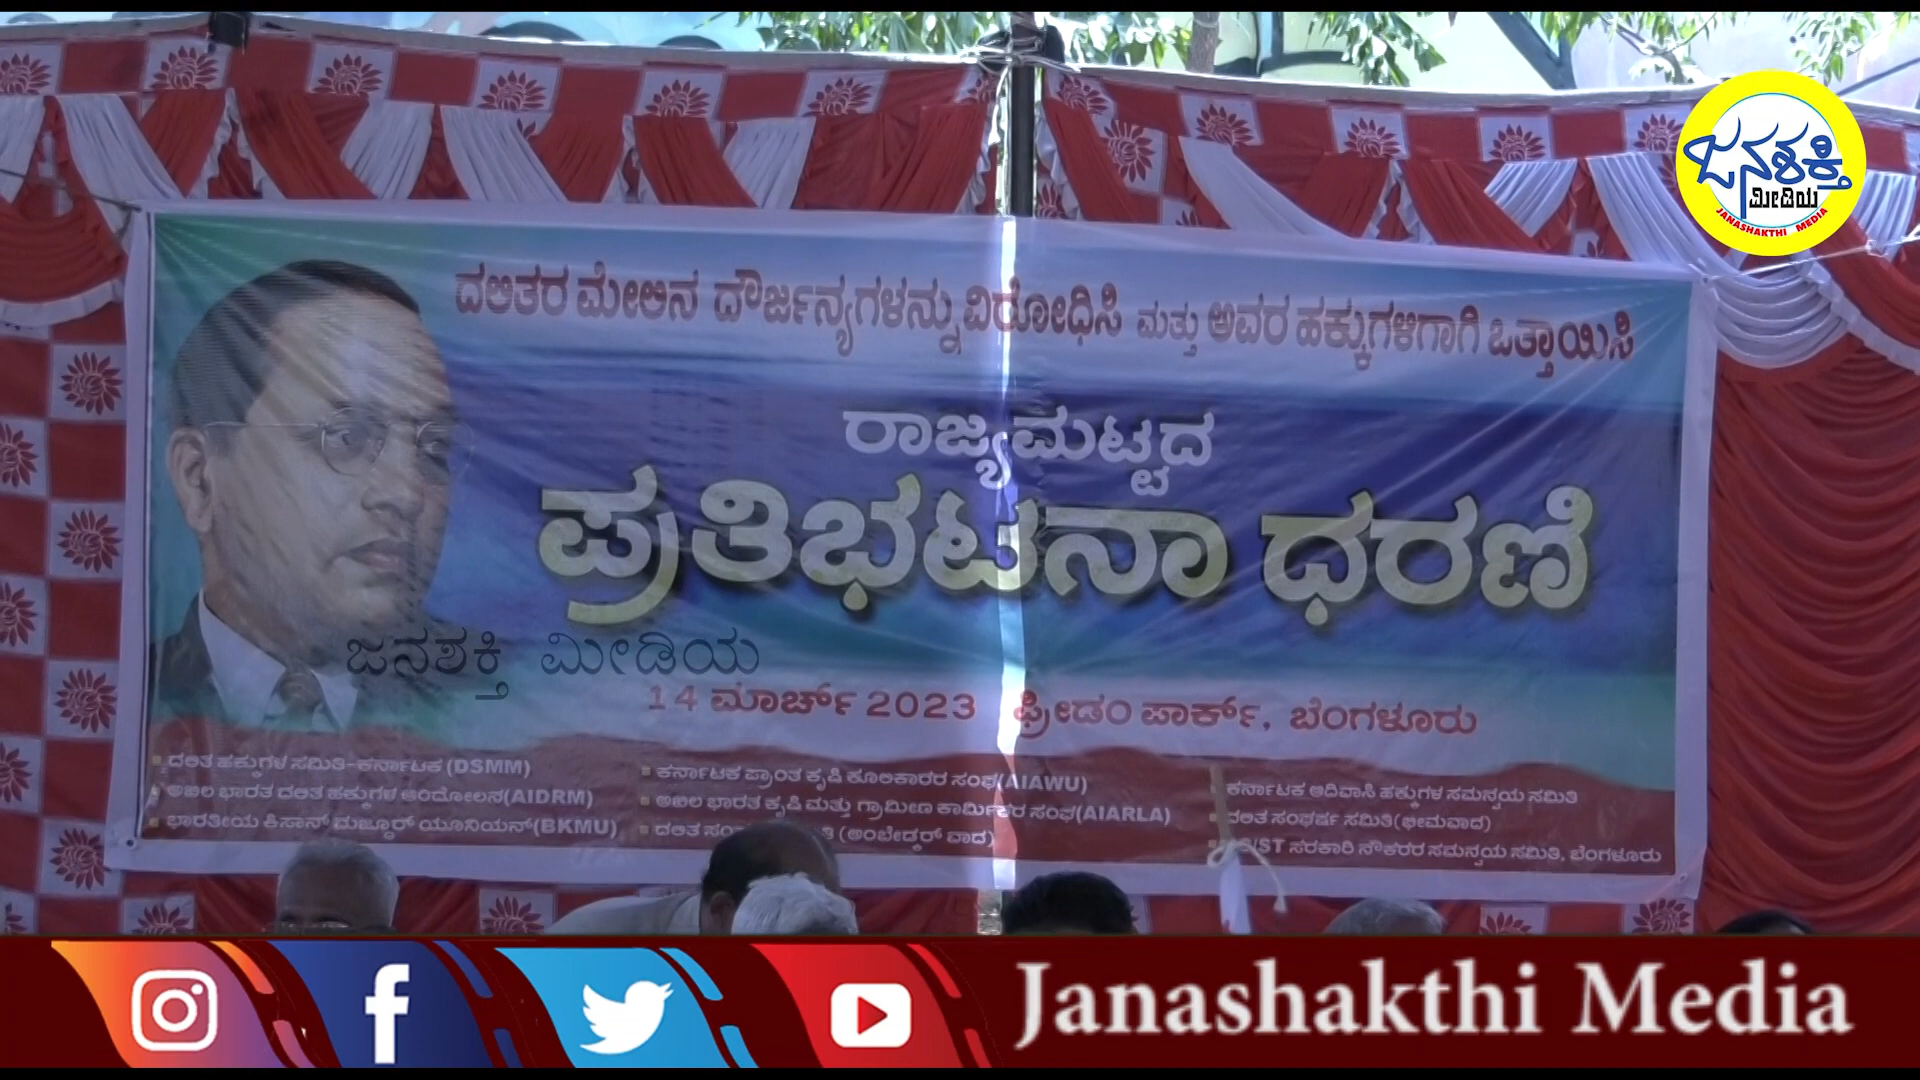 ಜನಶಕ್ತಿ
ಮೀಡಿಯ
JANASHAKTHI MEDIA
ದಲಿತರ ಮೇಲಿನ ದೌರ್ಜನ್ಯಗಳನ್ನು ವಿರೋಧಿಸಿ ಮತ್ತು ಅವರ ಹಕ್ಕುಗಳಿಗಾಗಿ ಒತ್ತಾಯಿಸಿ
ರಾಜ್ಯಮಟ್ಟದ
ಪ್ರತಿಭಟನಾ ಧರಣಿ
ಜನಶಕ್ತಿ ಮೀಡಿಯ
14 ಮಾರ್ಚ್ 2023 ಫ್ರೀಡಂ ಪಾರ್ಕ್, ಬೆಂಗಳೂರು
ದಲಿತ ಹಕ್ಕುಗಳ ಸಮಿತಿ-ಕರ್ನಾಟಕ (DSMM)
ಅಖಿಲ ಭಾರತ ದಲಿತ ಹಕ್ಕುಗಳ ಆಂದೋಲನ(AIDRM)
ಭಾರತೀಯ ಕಿಸಾನ್ ಮಜ್ದೂರ್ ಯೂನಿಯನ್(BKMU)
ಕರ್ನಾಟಕ ಪ್ರಾಂತ ಕೃಷಿ ಕೂಲಿಕಾರರ ಸಂಘ(AIAWU)
ಅಖಿಲ ಭಾರತ ಕೃಷಿ ಮತ್ತು ಗ್ರಾಮೀಣ ಕಾರ್ಮಿಕರ ಸಂಘ(AIARLA)
ದಲಿತ (ಅಂಬೇಡ್ಕರ್ ವಾದ)
ಕರ್ನಾಟಕ ಆದಿವಾಸಿ ಹಕ್ಕುಗಳ ಸಮನ್ವಯ ಸಮಿತಿ
ದಲಿತ ಸಂಘರ್ಷ ಸಮಿತಿ(ಭೀಮವಾದ)
/ST ಸರಕಾರಿ ನೌಕರರ ಸಮನ್ವಯ ಸಮಿತಿ, ಬೆಂಗಳೂರು
Janashakthi Media